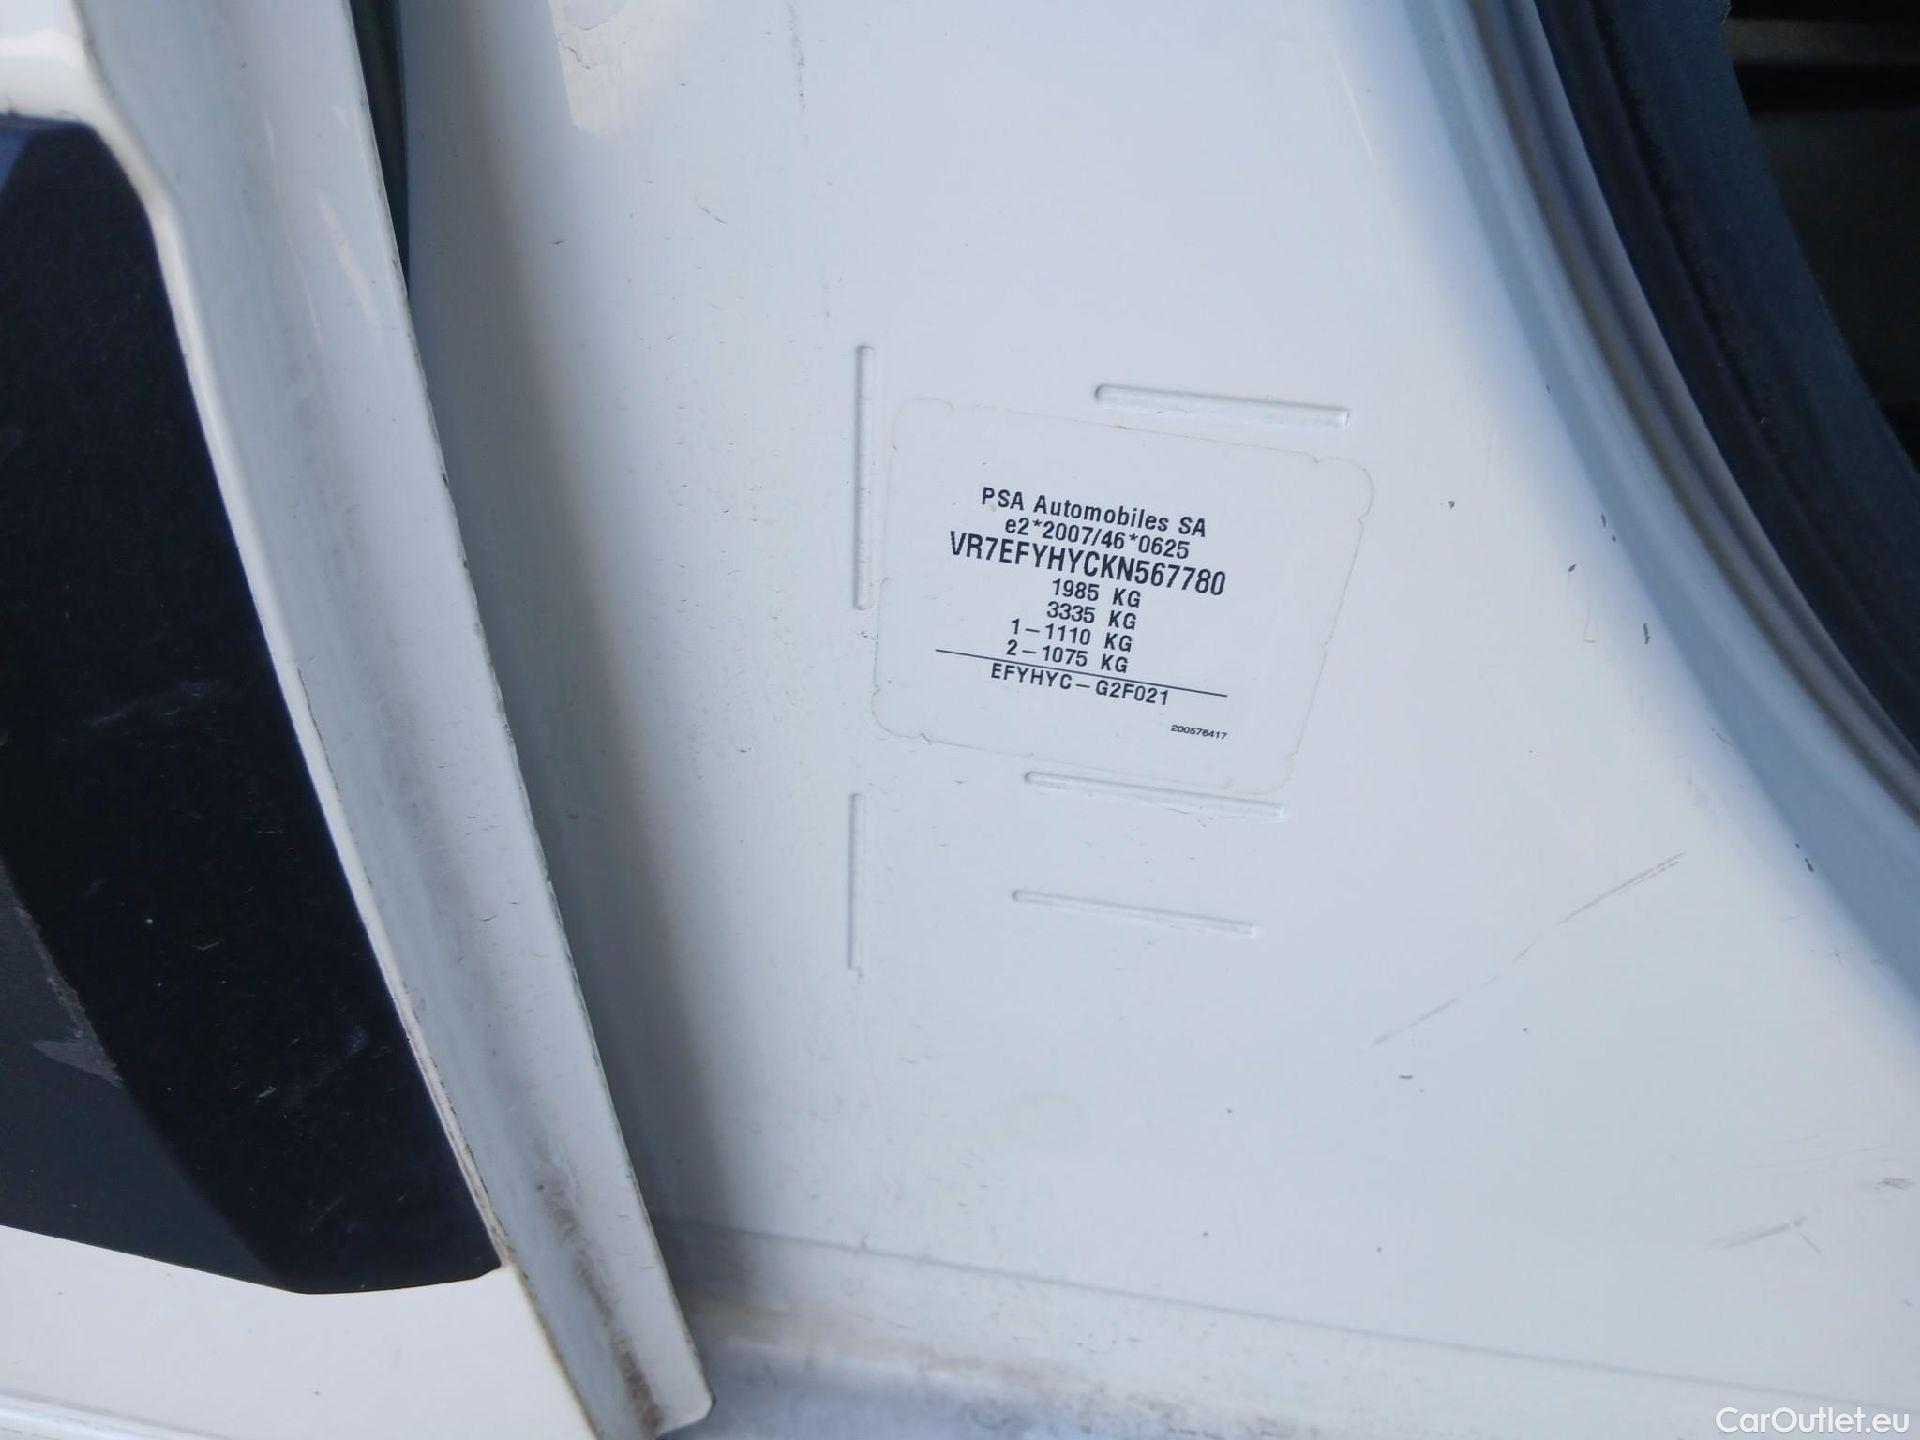 PSA Automobiles SA
e2*2007/46*0625
VR7EFYHYCKN567780
1985 KG
3335 KG
1-1110 KG
2-1075 KG
EFYHYC-G2F021
200578417
CarOutlet.eu